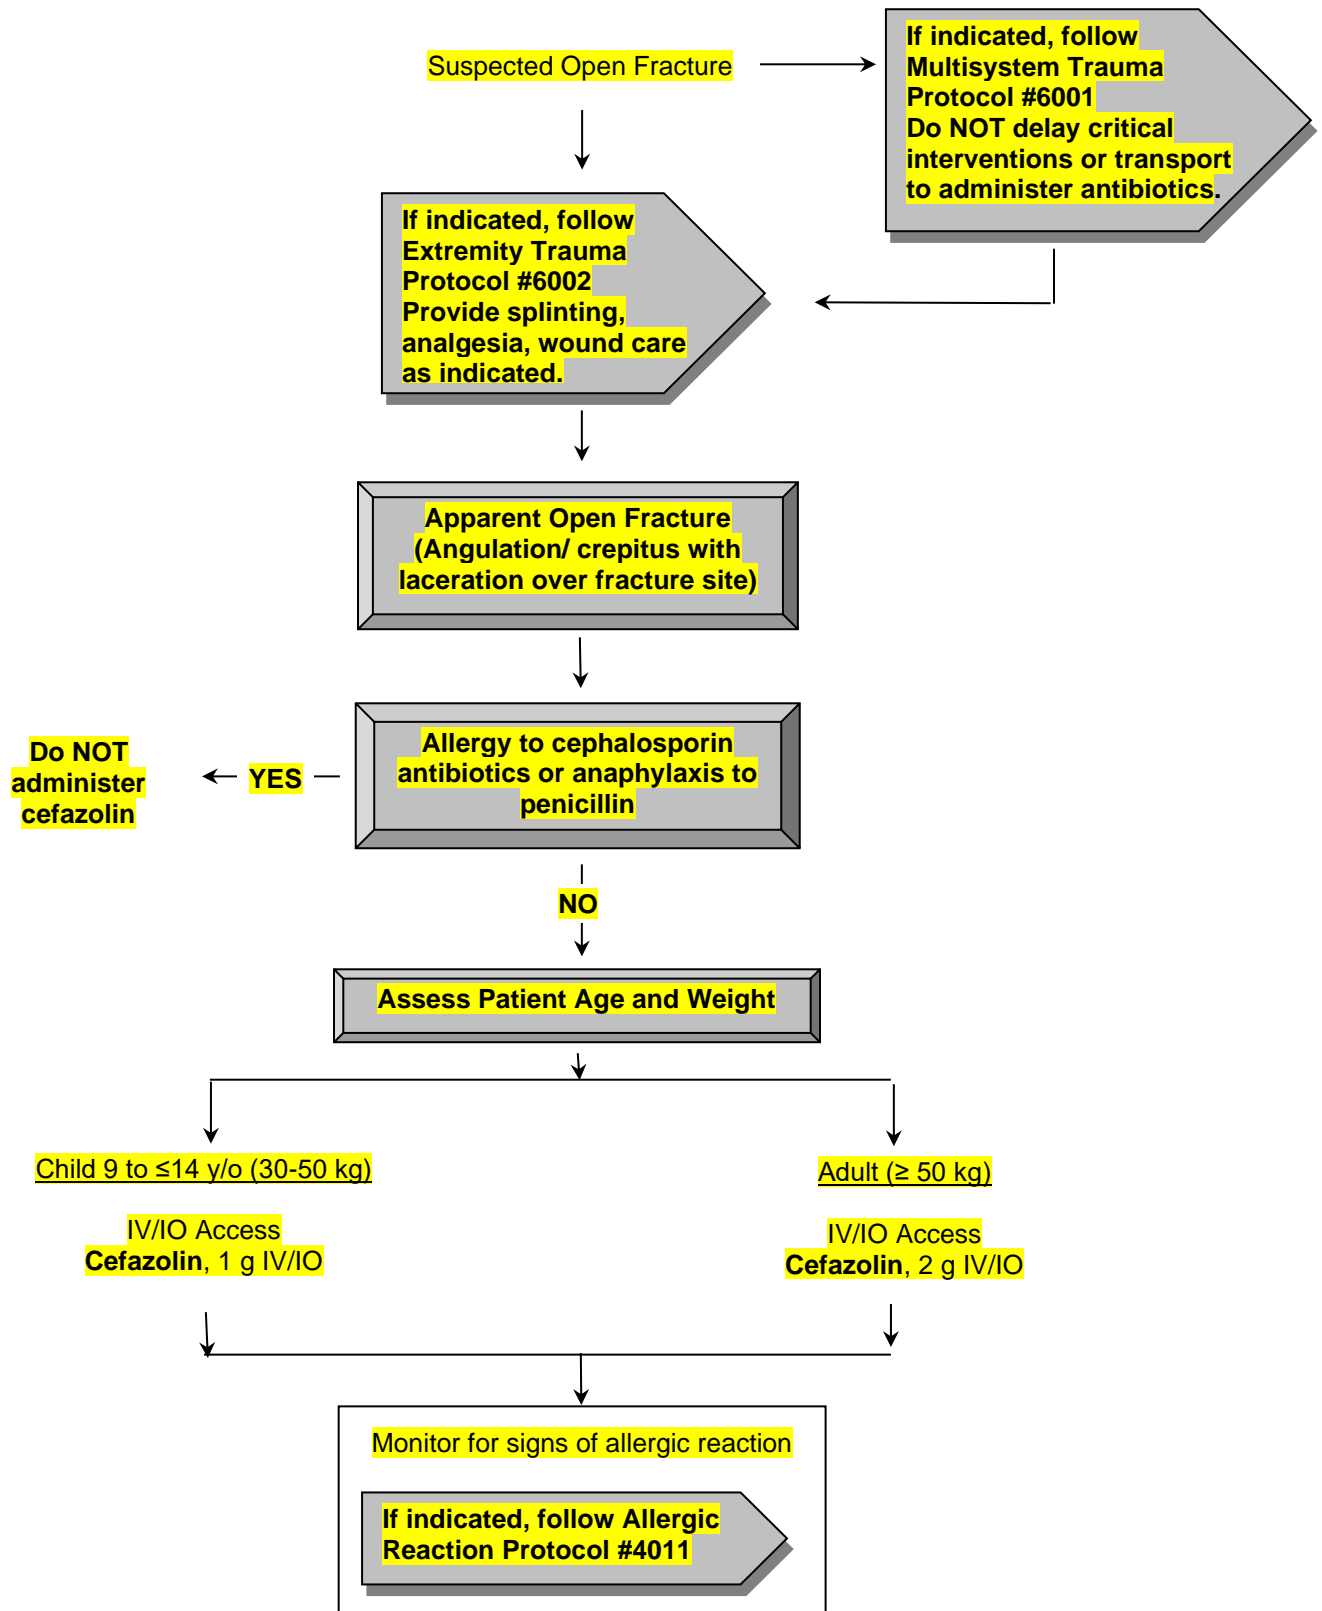 Suspected Open Fracture
If indicated, follow
Multisystem Trauma
Protocol #6001
Do NOT delay critical
interventions or transport
to administer antibiotics.
If indicated, follow
Extremity Trauma
Protocol #6002
Provide splinting,
analgesia, wound care
as indicated.
Apparent Open Fracture
(Angulation/ crepitus with
laceration over fracture site)
Allergy to cephalosporin
antibiotics or anaphylaxis to
penicillin
YES
Do NOT
administer
cefazolin
NO
Assess Patient Age and Weight
Child 9 to ≤14 y/o (30-50 kg)
IV/IO Access
Cefazolin, 1 g IV/IO
Adult (≥ 50 kg)
IV/IO Access
Cefazolin, 2 g IV/IO
Monitor for signs of allergic reaction
If indicated, follow Allergic
Reaction Protocol #4011